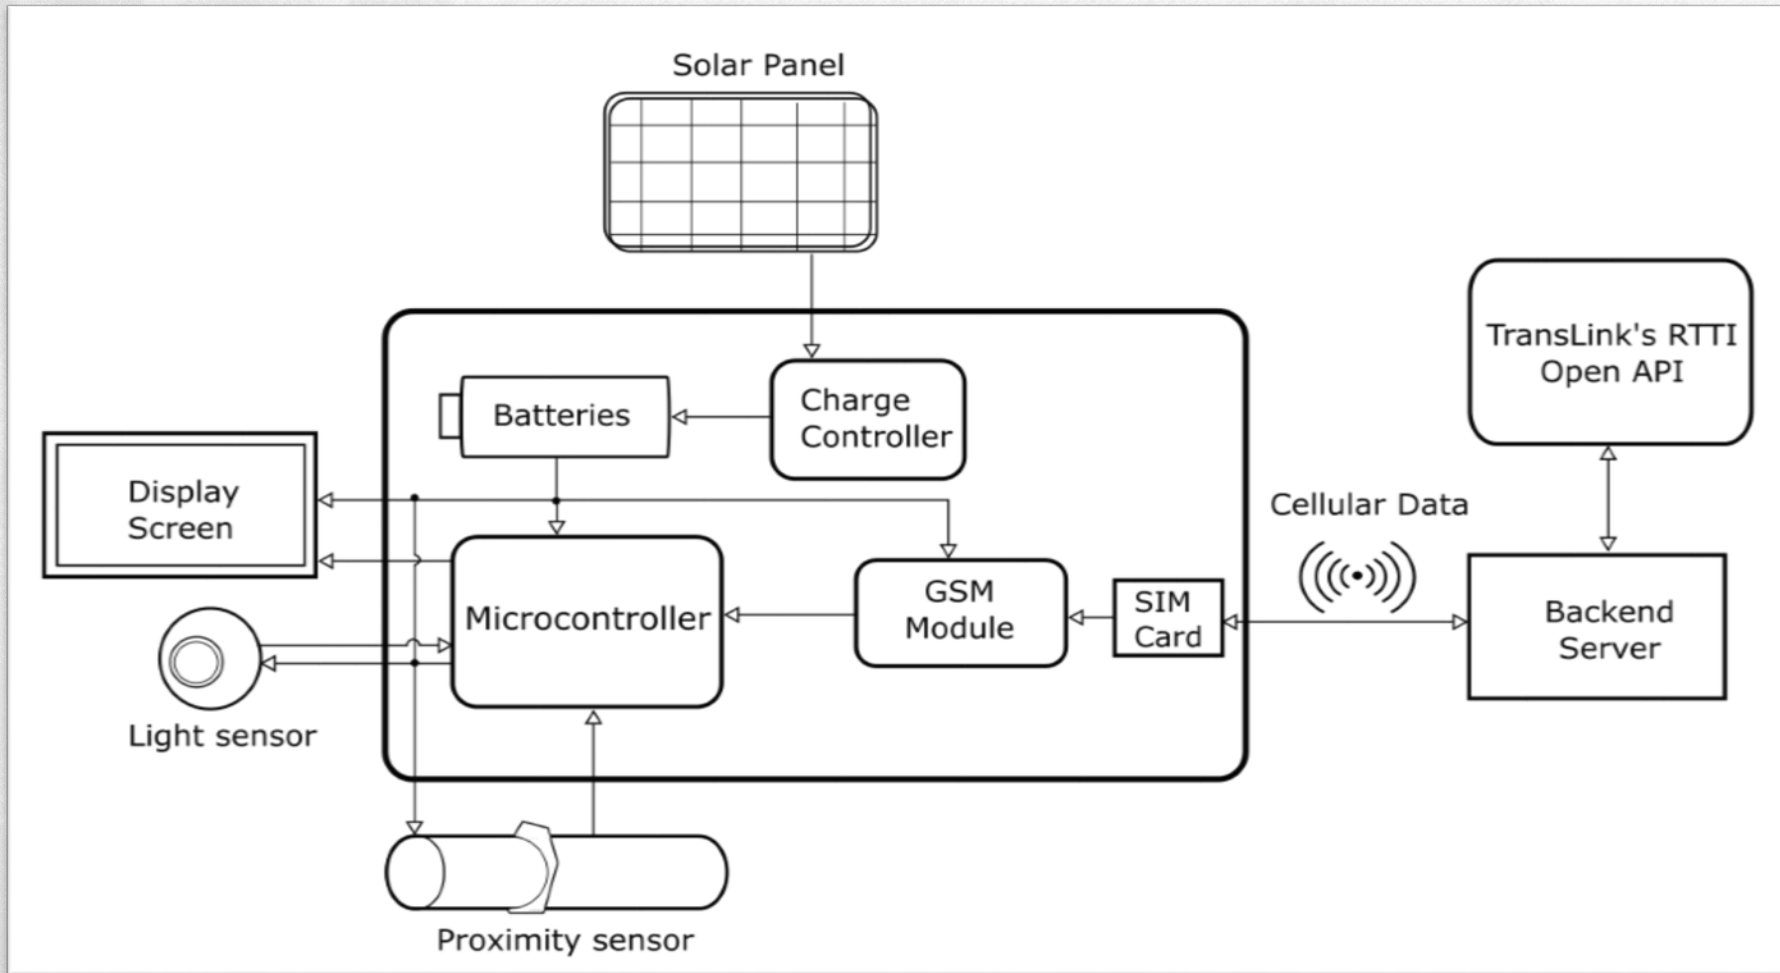 Solar Panel
TransLink's RTTI
Open API
Charge
Controller
Batteries
Display
Screen
Cellular Data
GSM
Module
SIM
Card
Microcontroller
Backend
Server
Light sensor
Proximity sensor